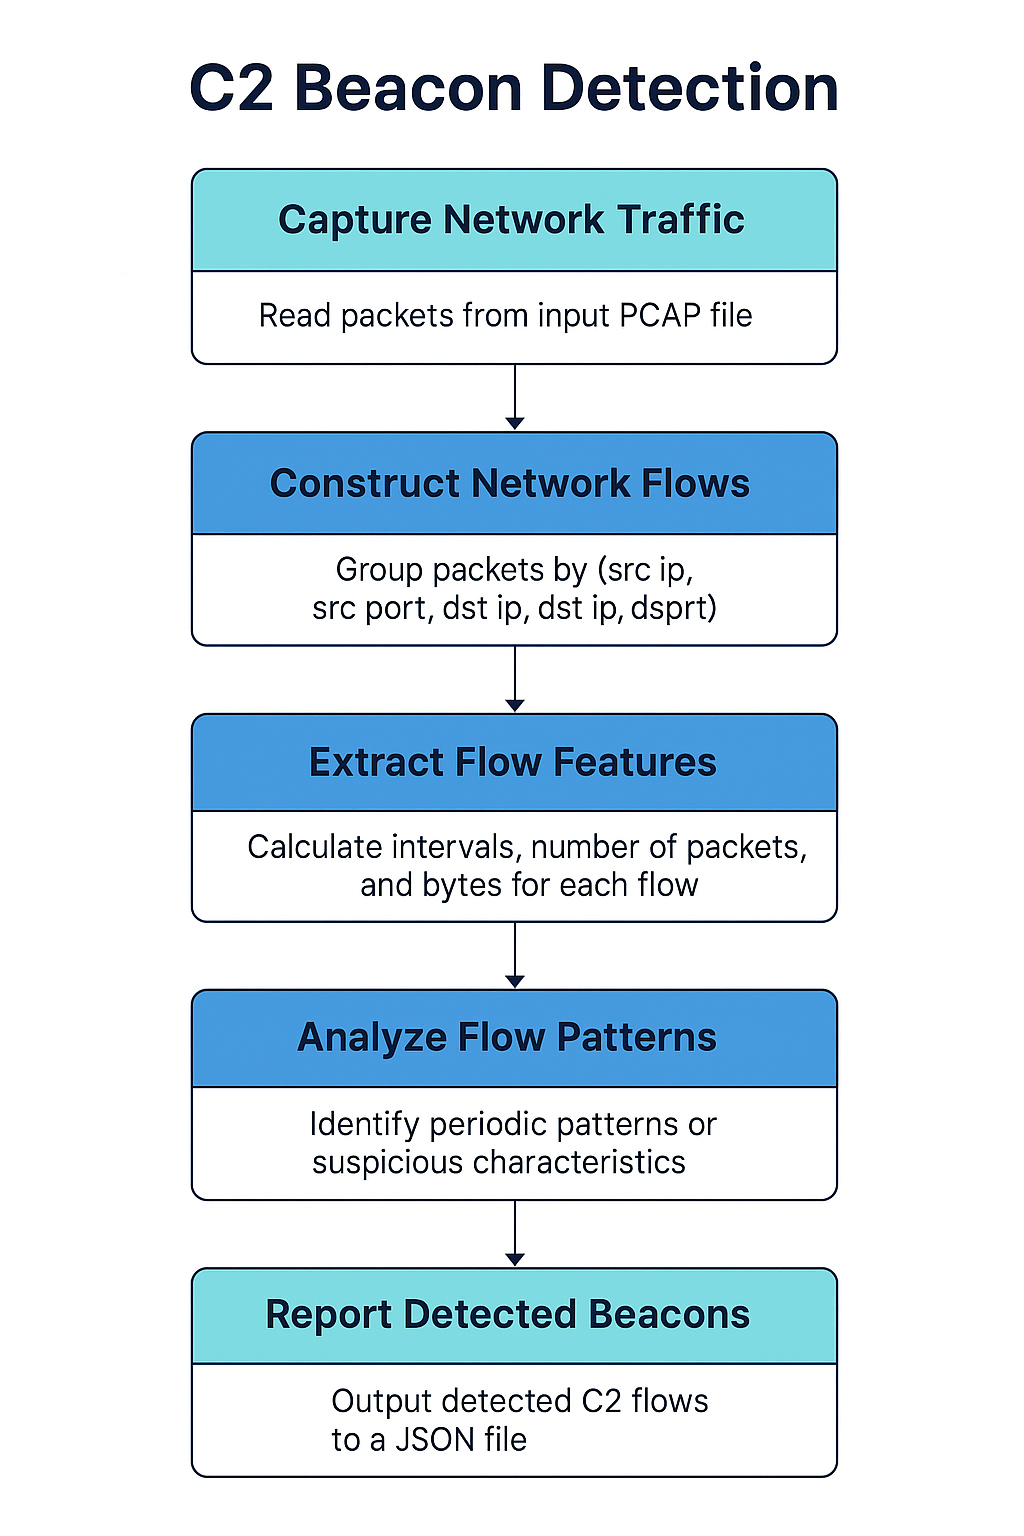 C2 Beacon Detection
Capture Network Traffic
Read packets from input PCAP file
Construct Network Flows
Group packets by (src ip,
src port, dst ip, dst ip, dsprt)
Extract Flow Features
Calculate intervals, number of packets,
and bytes for each flow
Analyze Flow Patterns
Identify periodic patterns or
suspicious characteristics
Report Detected Beacons
Output detected C2 flows
to a JSON file